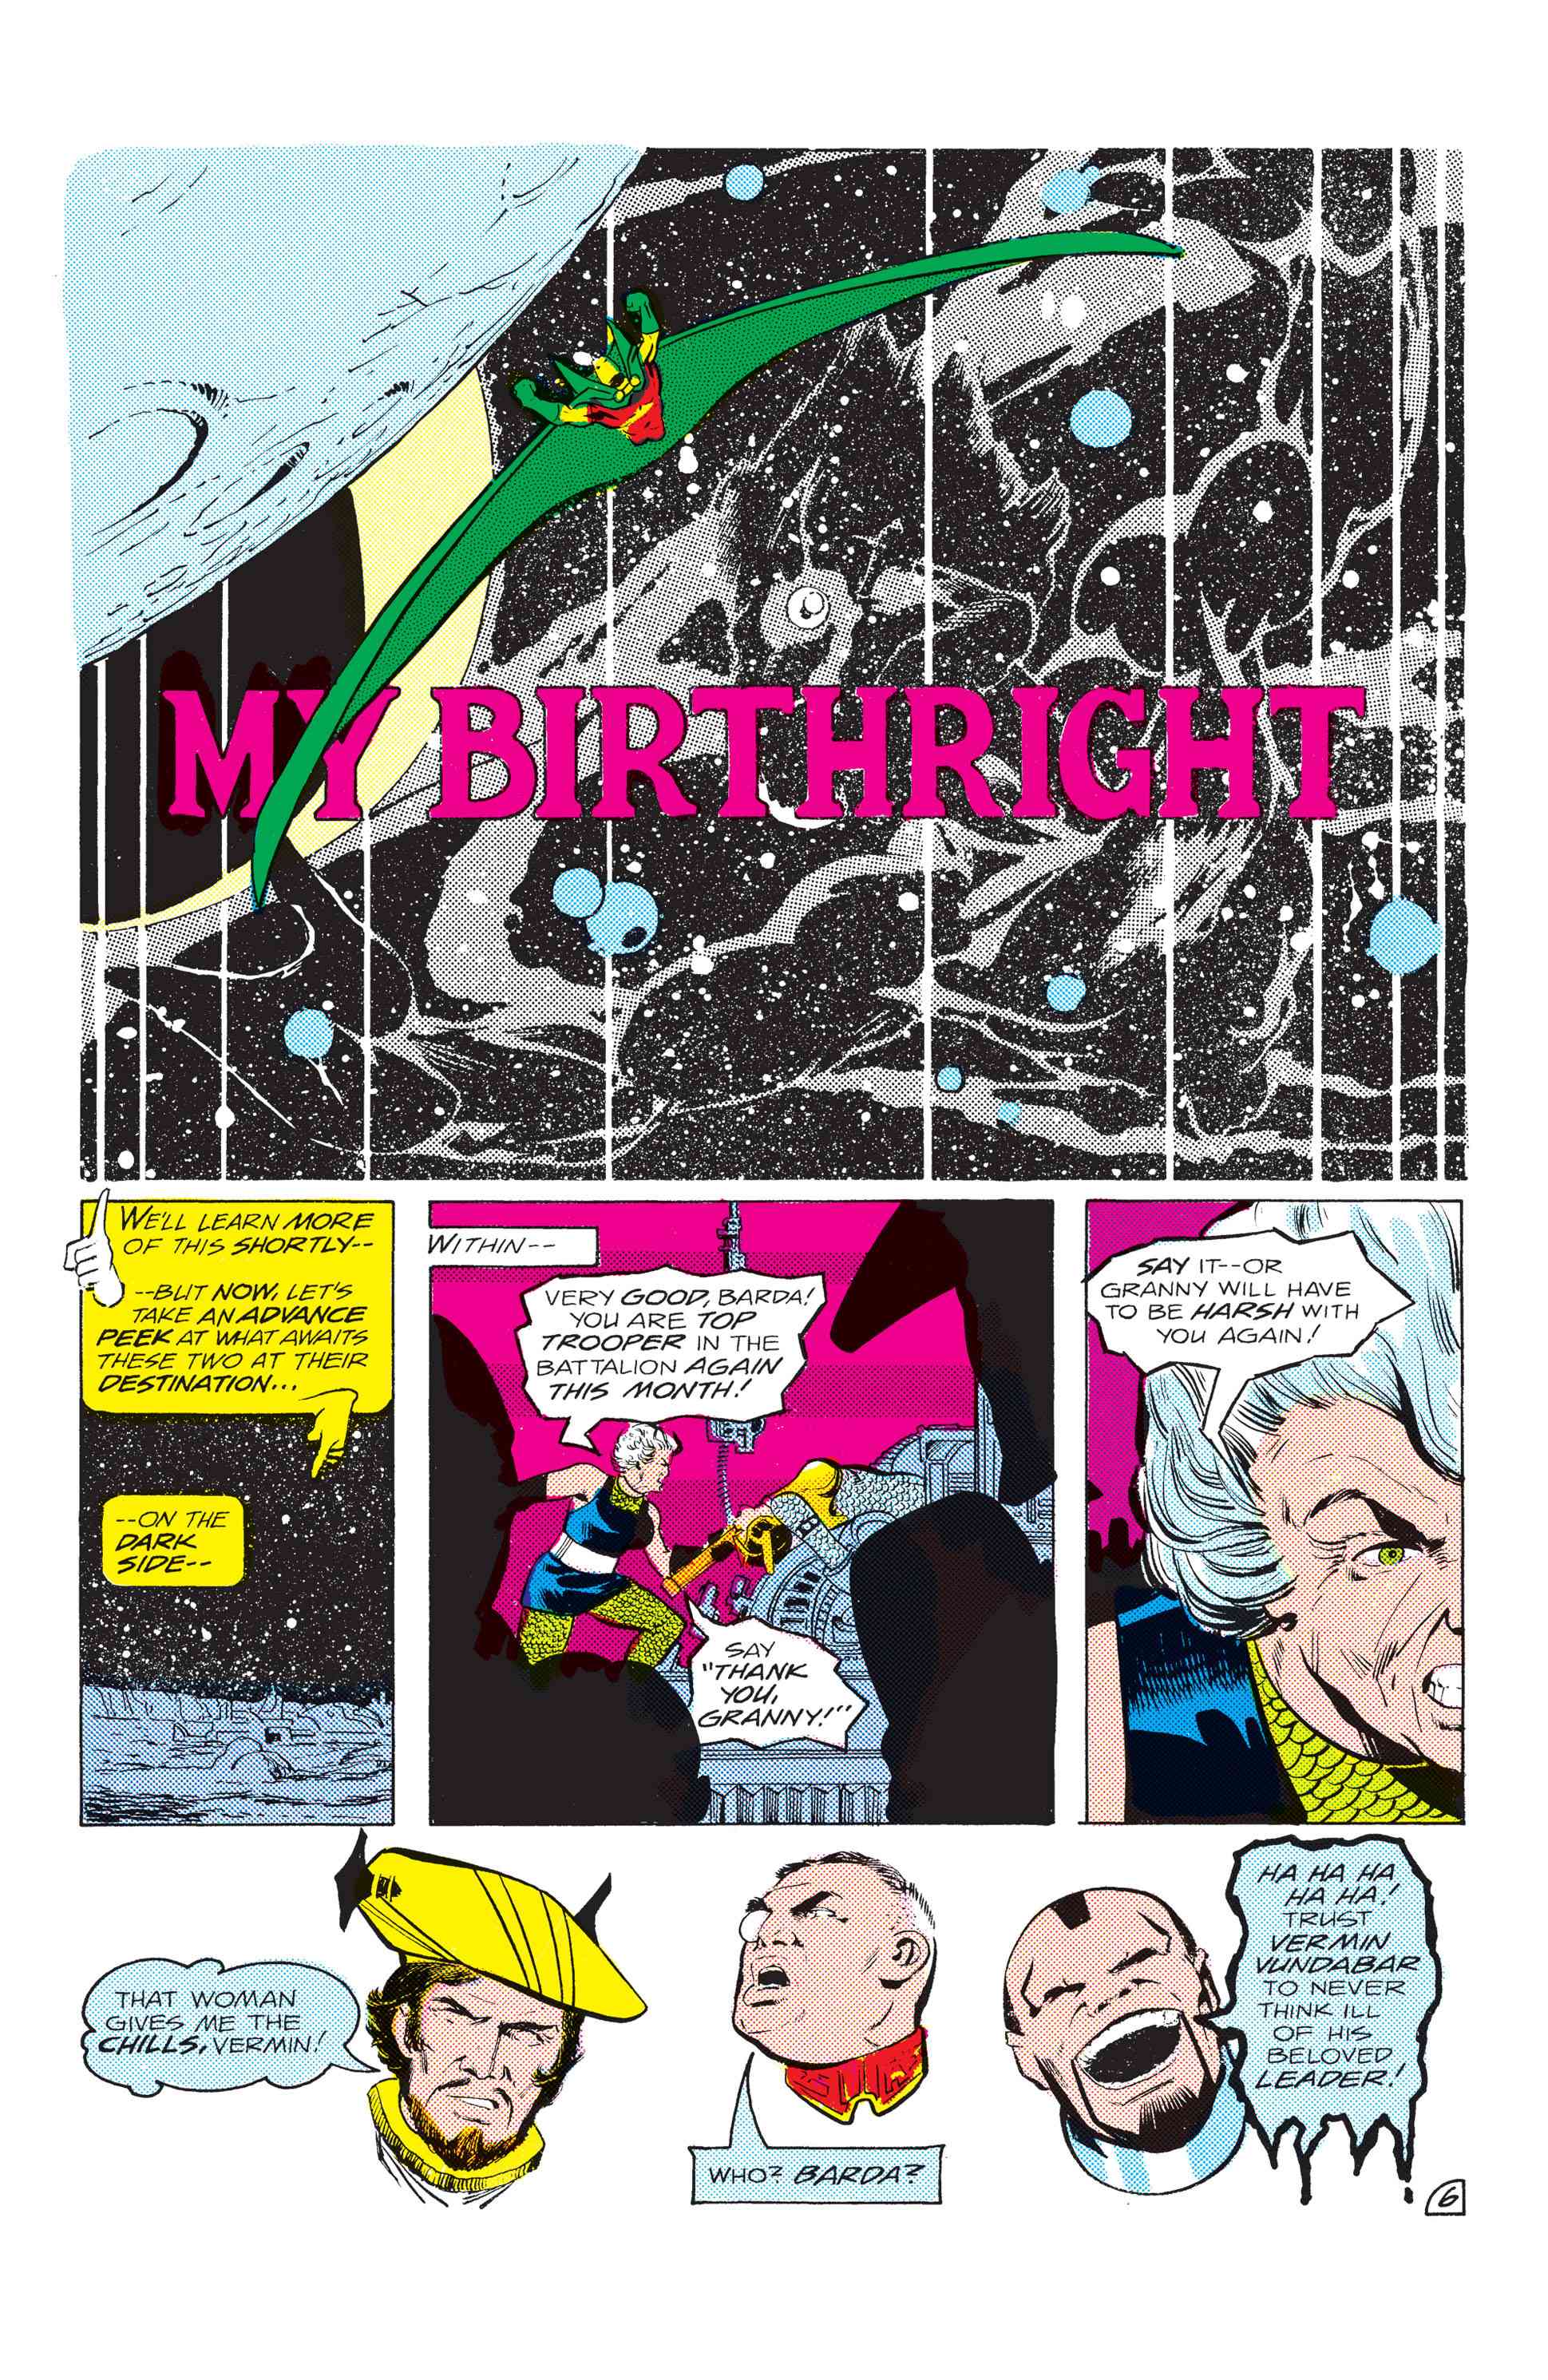 MY BIRTHRIGHT
WE'LL LEARN MORE
OF THIS SHORTLY--
--BUT NOW, LET'S
TAKE AN ADVANCE
PEEK AT WHAT AWAITS
THESE TWO AT THEIR
DESTINATION...
--ON THE
DARK
SIDE--
WITHIN--
VERY GOOD, BARDA!
YOU ARE TOP
TROOPER IN THE
BATTALION AGAIN
THIS MONTH!
SAY
"THANK
YOU,
GRANNY!"
SAY IT--OR
GRANNY WILL HAVE
TO BE HARSH WITH
YOU AGAIN!
THAT WOMAN
GIVES ME THE
CHILLS, VERMIN!
WHO? BARDA?
HA HA HA
HA HA!
TRUST
VERMIN
VUNDABAR
TO NEVER
THINK ILL
OF HIS
BELOVED
LEADER!
6